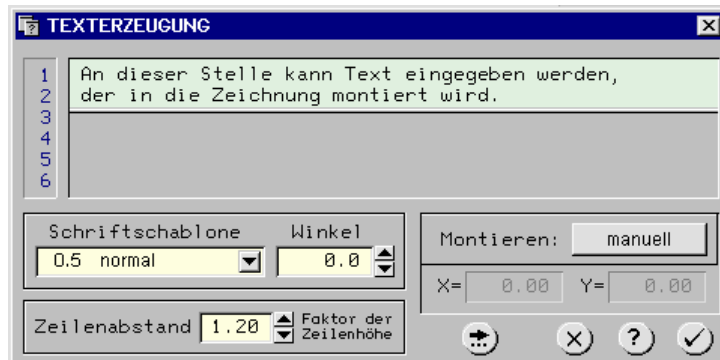 TEXTERZEUGUNG
1 An dieser Stelle kann Text eingegeben werden,
2 der in die Zeichnung montiert wird.
3
4
5
6
Schriftschablone Winkel
0.5 normal 0.0
Montieren: manuell
X= 0.00 Y= 0.00
Zeilenabstand 1.20 Faktor der
Zeilenhöhe